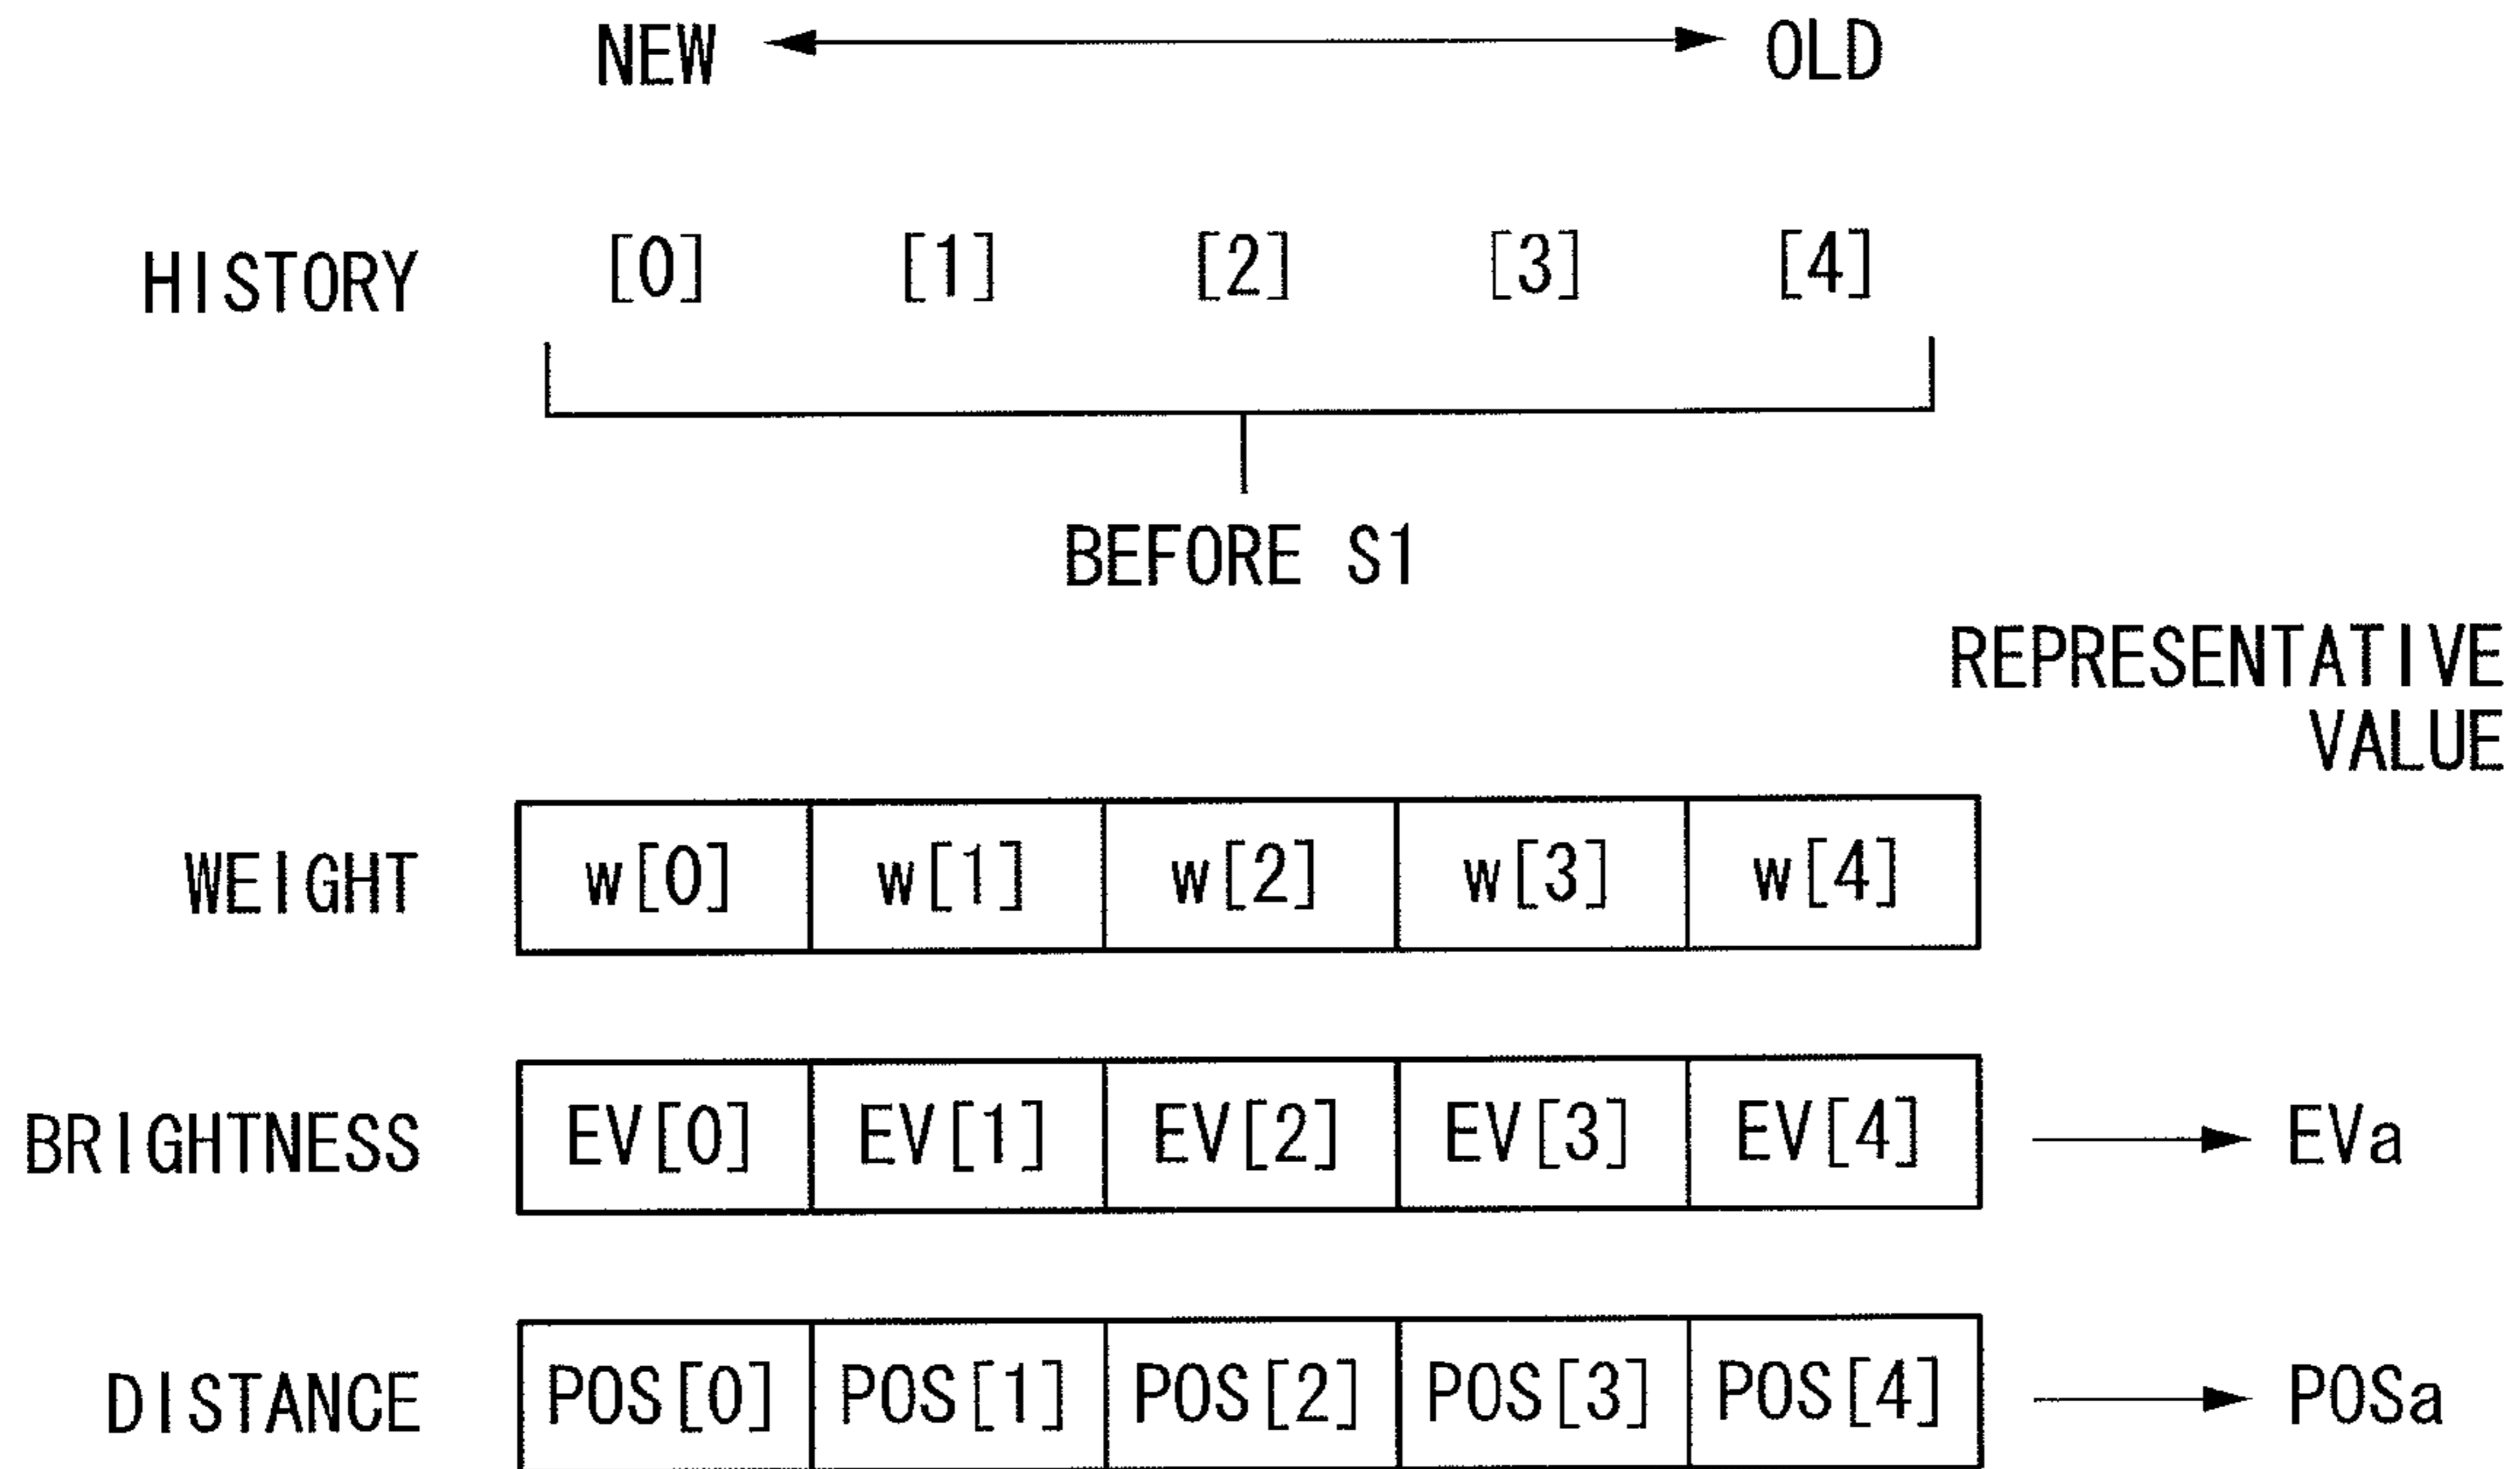 NEW OLD
HISTORY [0] [1] [2] [3] [4]
BEFORE S1
REPRESENTATIVE
VALUE
WEIGHT w[0] w[1] w[2] w[3] w[4]
BRIGHTNESS EV[0] EV[1] EV[2] EV[3] EV[4] EVa
DISTANCE POS[0] POS[1] POS[2] POS[3] POS[4] POSa